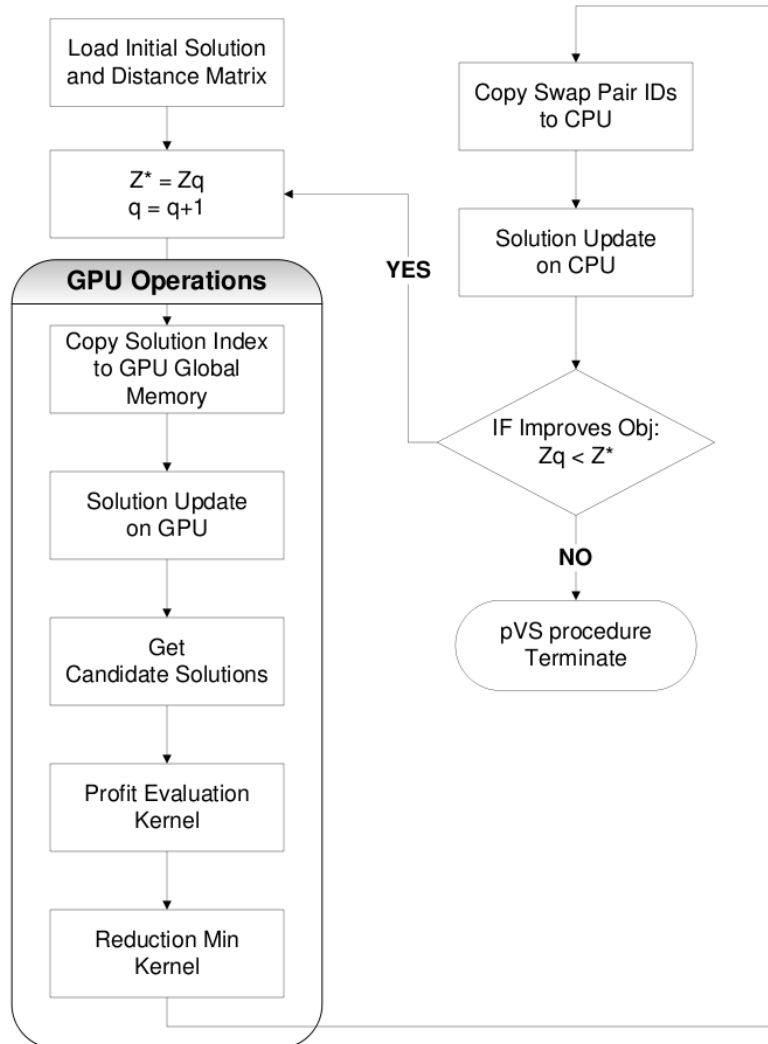 Load Initial Solution
and Distance Matrix
Z* = Zq
q = q+1
GPU Operations
Copy Solution Index
to GPU Global
Memory
Solution Update
on GPU
Get
Candidate Solutions
Profit Evaluation
Kernel
Reduction Min
Kernel
Copy Swap Pair IDs
to CPU
Solution Update
on CPU
IF Improves Obj:
Zq < Z*
YES
NO
pVS procedure
Terminate